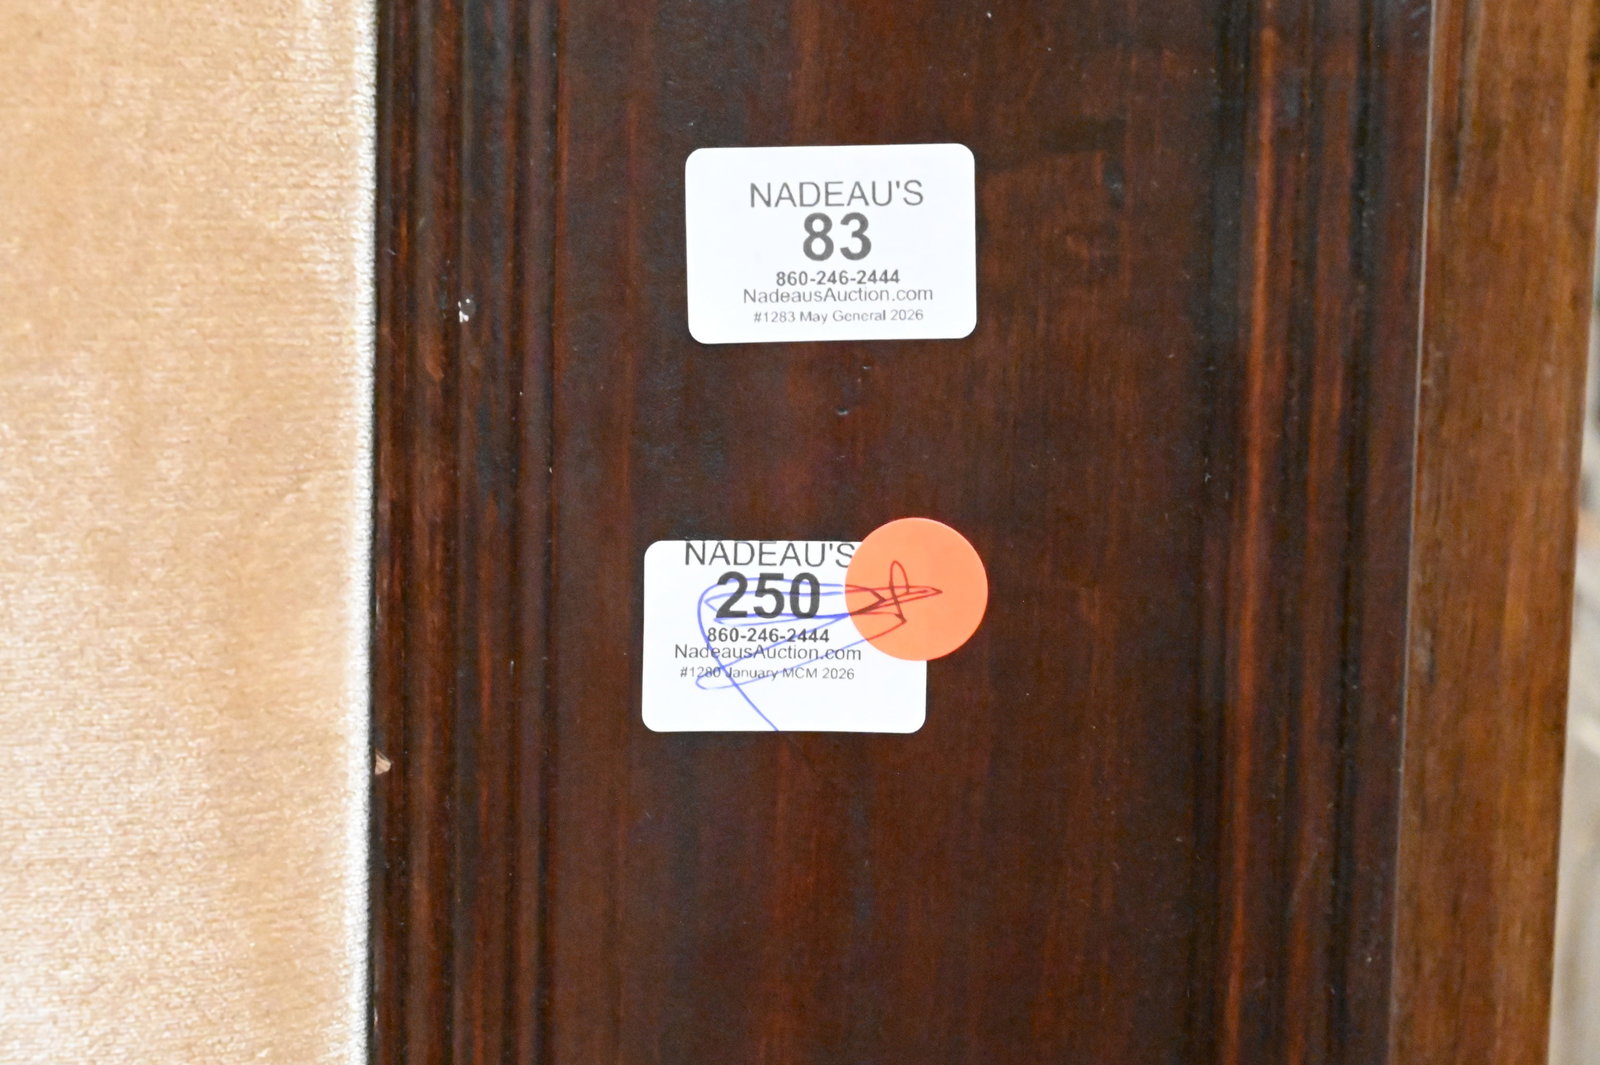 NADEAU'S
83
860-246-2444
NadeausAuction.com
#1283 May General 2026
NADEAU'S
250
860-246-2444
NadeausAuction.com
#1280 January MCM 2026